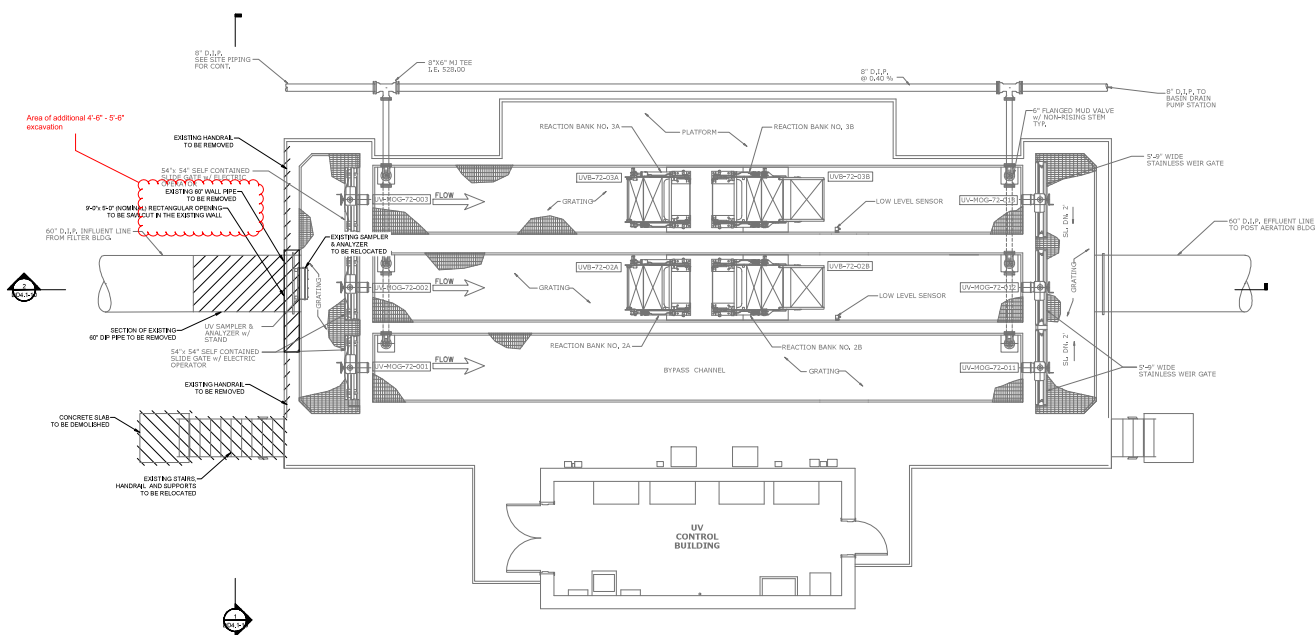 8" D.I.P.
SEE SITE PIPING
FOR CONT.
8"X6" MJ TEE
I.E. 528.00
8" D.I.P.
@ 0.40 %
8" D.I.P. TO
BASIN DRAIN
PUMP STATION
Area of additional 4'-6" - 5'-6"
excavation
6" FLANGED MUD VALVE
w/ NON-RISING STEM
TYP.
REACTION BANK NO. 3A
PLATFORM
REACTION BANK NO. 3B
EXISTING HANDRAIL
TO BE REMOVED
5'-9" WIDE
STAINLESS WEIR GATE
54"x 54" SELF CONTAINED
SLIDE GATE w/ ELECTRIC
OPERATOR
EXISTING 60" WALL PIPE
TO BE REMOVED
9'-0"x 5'-0" (NOMINAL) RECTANGULAR OPENING
TO BE SAWCUT IN THE EXISTING WALL
UVB-72-03A
UVB-72-03B
UV-MOG-72-003
FLOW
GRATING
LOW LEVEL SENSOR
UV-MOG-72-013
SL. DN. 2"
60" D.I.P. INFLUENT LINE
FROM FILTER BLDG.
EXISTING SAMPLER
& ANALYZER
TO BE RELOCATED
60" D.I.P. EFFLUENT LINE
TO POST AERATION BLDG
UVB-72-02A
UVB-72-02B
2
GRATING
UV-MOG-72-002
FLOW
GRATING
LOW LEVEL SENSOR
UV-MOG-72-012
GRATING
SECTION OF EXISTING
60" DIP PIPE TO BE REMOVED
UV SAMPLER &
ANALYZER w/
STAND
54"x 54" SELF CONTAINED
SLIDE GATE w/ ELECTRIC
OPERATOR
REACTION BANK NO. 2A
REACTION BANK NO. 2B
SL. DN. 2"
UV-MOG-72-001
FLOW
BYPASS CHANNEL
GRATING
UV-MOG-72-011
5'-9" WIDE
STAINLESS WEIR GATE
EXISTING HANDRAIL
TO BE REMOVED
CONCRETE SLAB
TO BE DEMOLISHED
EXISTING STAIRS,
HANDRAIL AND SUPPORTS
TO BE RELOCATED
UV
CONTROL
BUILDING
1